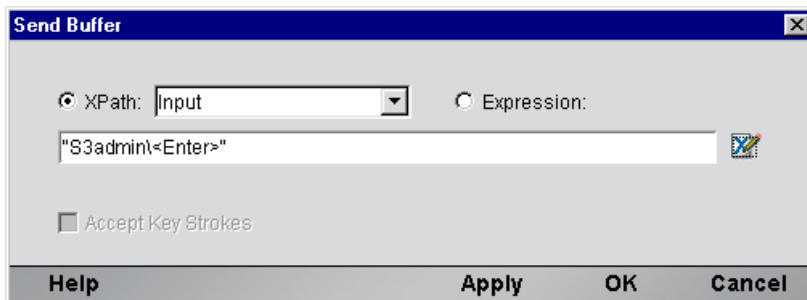 Send Buffer
XPath: Input Expression:
"S3admin\<Enter>"
Accept Key Strokes
Help Apply OK Cancel